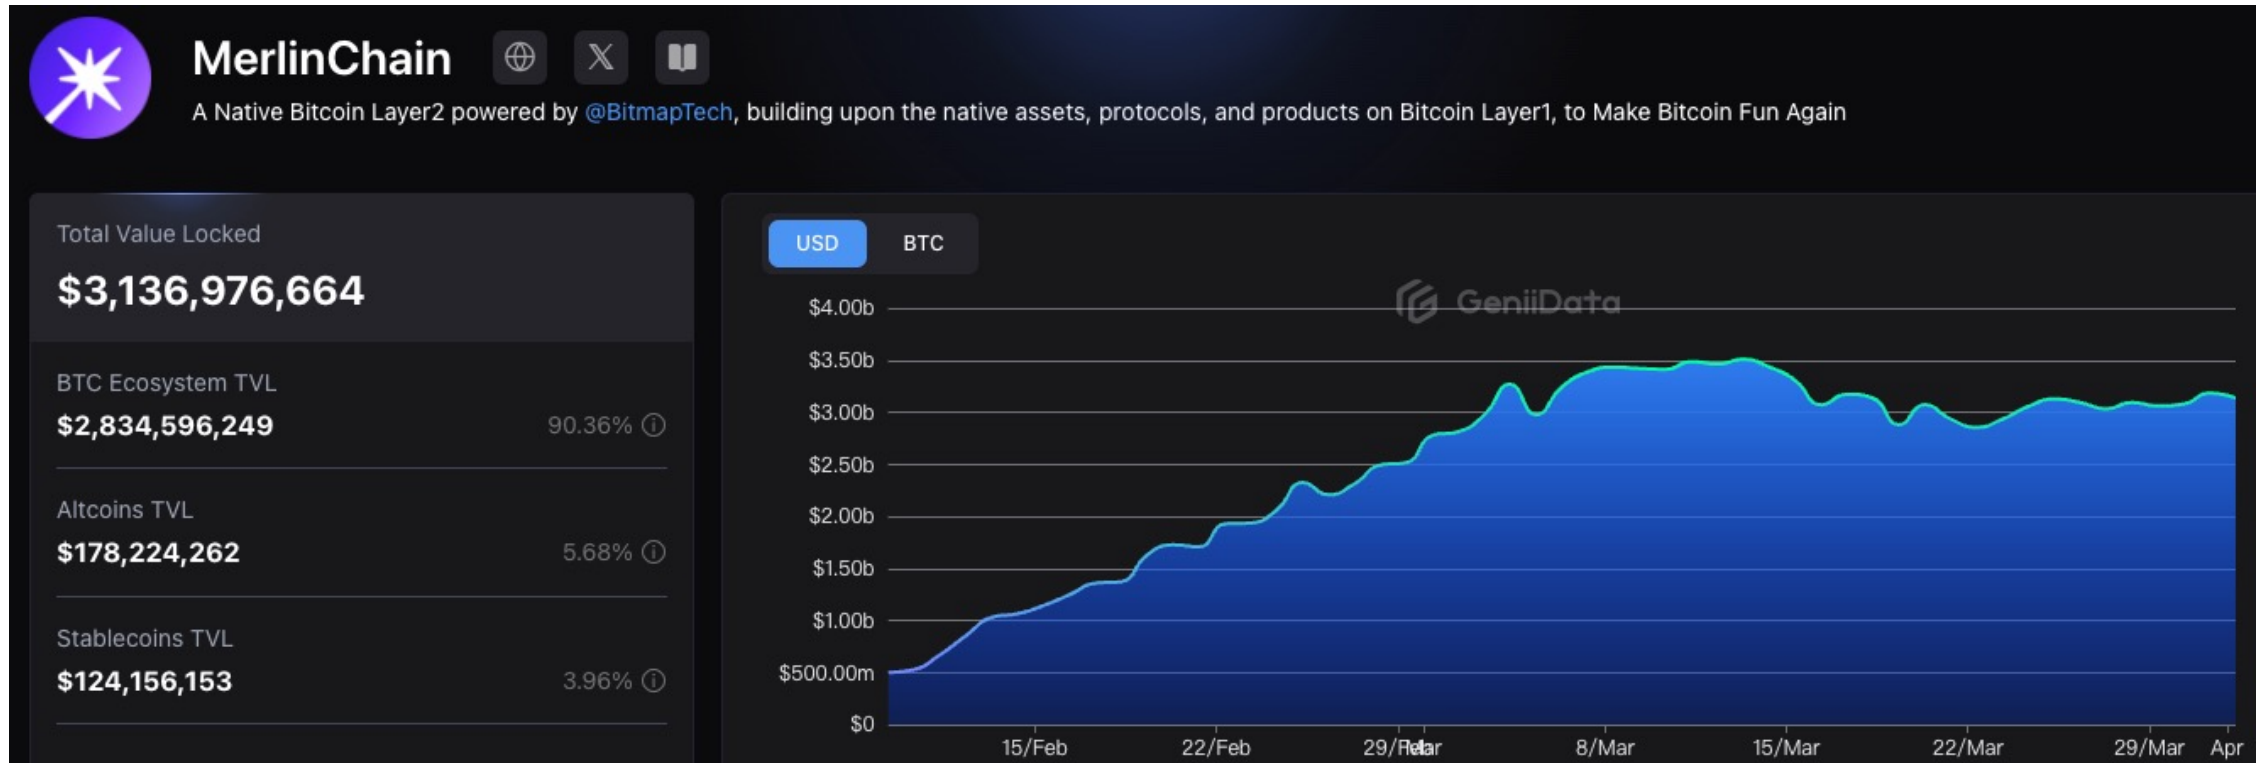 MerlinChain
A Native Bitcoin Layer2 powered by @BitmapTech, building upon the native assets, protocols, and products on Bitcoin Layer1, to Make Bitcoin Fun Again
Total Value Locked
$3,136,976,664
BTC Ecosystem TVL
$2,834,596,249 90.36%
Altcoins TVL
$178,224,262 5.68%
Stablecoins TVL
$124,156,153 3.96%
USD BTC
GeniiData
$4.00b
$3.50b
$3.00b
$2.50b
$2.00b
$1.50b
$1.00b
$500.00m
$0
15/Feb 22/Feb 29/Feb Mar 8/Mar 15/Mar 22/Mar 29/Mar Apr